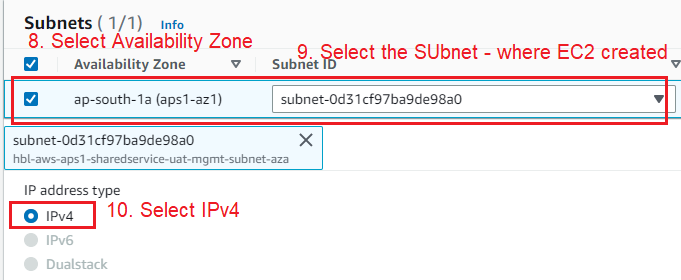 Subnets ( 1/1) Info
8. Select Availability Zone
9. Select the SUbnet - where EC2 created
Availability Zone Subnet ID
ap-south-1a (aps1-az1) subnet-0d31cf97ba9de98a0
subnet-0d31cf97ba9de98a0
hbl-aws-aps1-sharedservice-uat-mgmt-subnet-aza
IP address type
IPv4 10. Select IPv4
IPv6
Dualstack